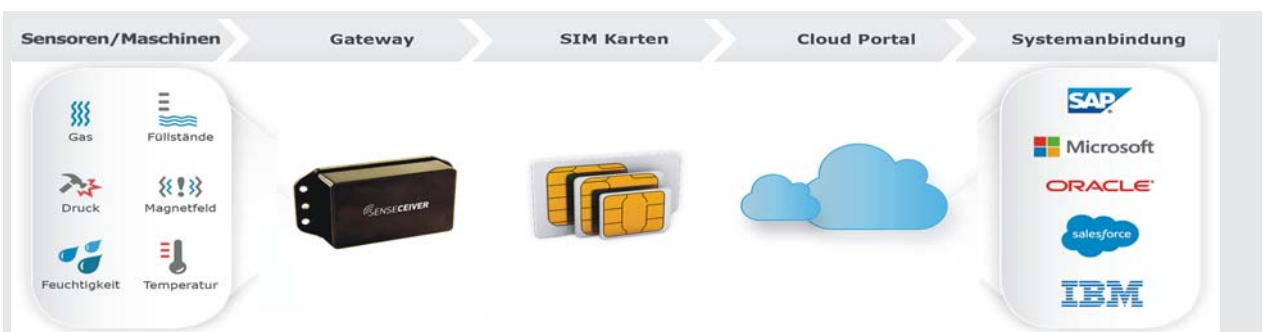 Sensoren/Maschinen
Gateway
SIM Karten
Cloud Portal
Systemanbindung
Gas
Füllstände
Druck
Magnetfeld
Feuchtigkeit
Temperatur
SENSECEIVER
SAP
Microsoft
ORACLE
salesforce
IBM